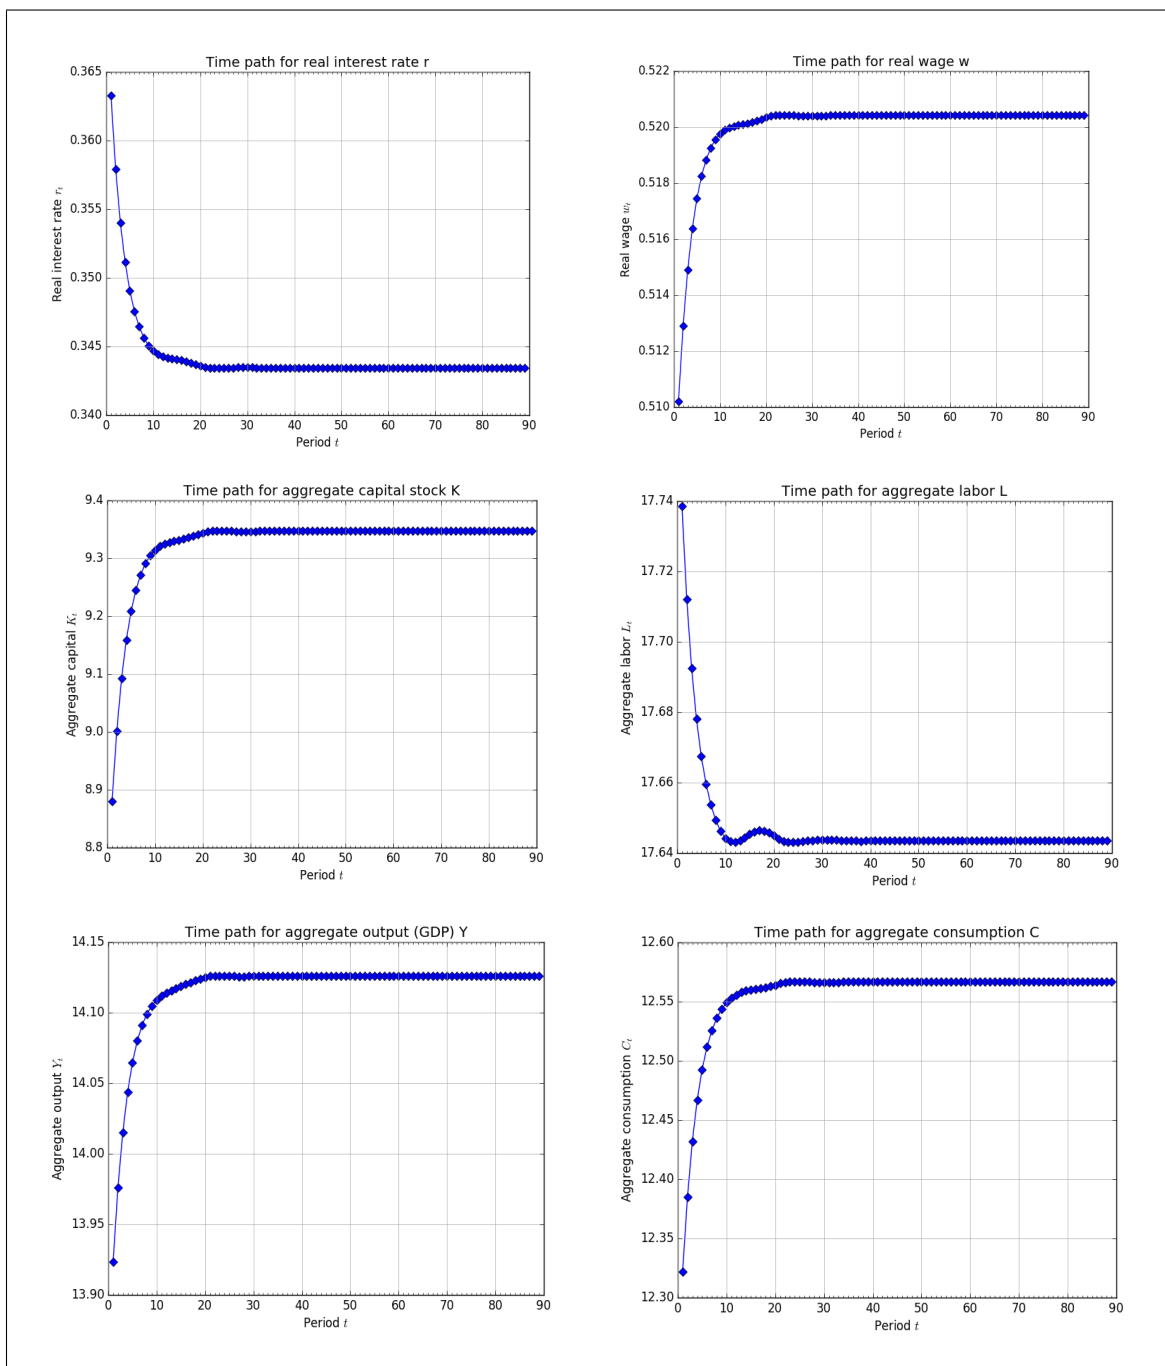 Time path for real interest rate r
0.365
0.360
0.355
0.350
0.345
0.340
Real interest rate r_t
0 10 20 30 40 50 60 70 80 90
Period t
Time path for real wage w
0.522
0.520
0.518
0.516
0.514
0.512
0.510
Real wage w_t
0 10 20 30 40 50 60 70 80 90
Period t
Time path for aggregate capital stock K
9.4
9.3
9.2
9.1
9.0
8.9
8.8
Aggregate capital K_t
0 10 20 30 40 50 60 70 80 90
Period t
Time path for aggregate labor L
17.74
17.72
17.70
17.68
17.66
17.64
Aggregate labor L_t
0 10 20 30 40 50 60 70 80 90
Period t
Time path for aggregate output (GDP) Y
14.15
14.10
14.05
14.00
13.95
13.90
Aggregate output Y_t
0 10 20 30 40 50 60 70 80 90
Period t
Time path for aggregate consumption C
12.60
12.55
12.50
12.45
12.40
12.35
12.30
Aggregate consumption C_t
0 10 20 30 40 50 60 70 80 90
Period t